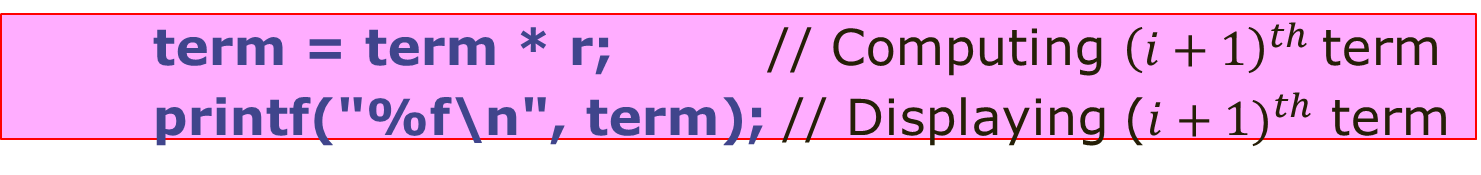 term = term * r; // Computing (i + 1)^{th} term
printf("%f\n", term); // Displaying (i + 1)^{th} term